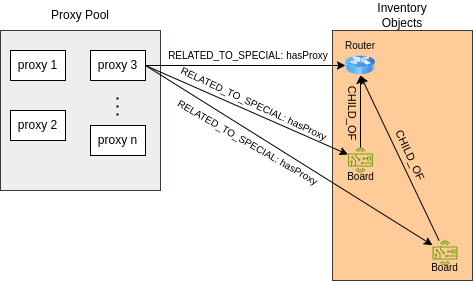 Proxy Pool
Inventory
Objects
proxy 1
proxy 3
proxy 2
proxy n
RELATED_TO_SPECIAL: hasProxy
RELATED_TO_SPECIAL: hasProxy
RELATED_TO_SPECIAL: hasProxy
Router
CHILD_OF
CHILD_OF
Board
Board